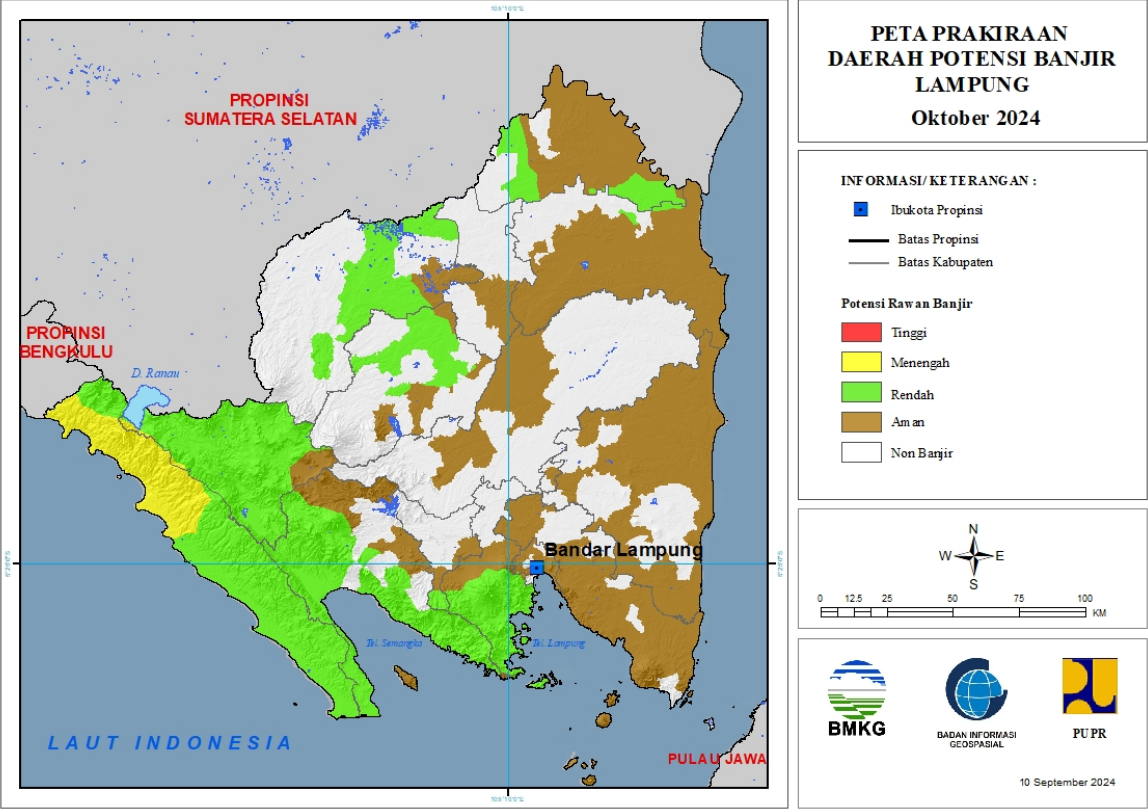 PETA PRAKIRAAN
DAERAH POTENSI BANJIR
LAMPUNG
Oktober 2024
INFORMASI/ KETERANGAN :
Ibukota Propinsi
Batas Propinsi
Batas Kabupaten
Potensi Rawan Banjir
Tinggi
Menengah
Rendah
Aman
Non Banjir
N
W E
S
0 12.5 25 50 75 100
KM
BMKG
BADAN INFORMASI
GEOSPASIAL
PUPR
10 September 2024
PROPINSI
SUMATERA SELATAN
PROPINSI
BENGKULU
D. Ranau
Bandar Lampung
Tel. Semangka
Tel. Lampung
LAUT INDONESIA
PULAU JAWA